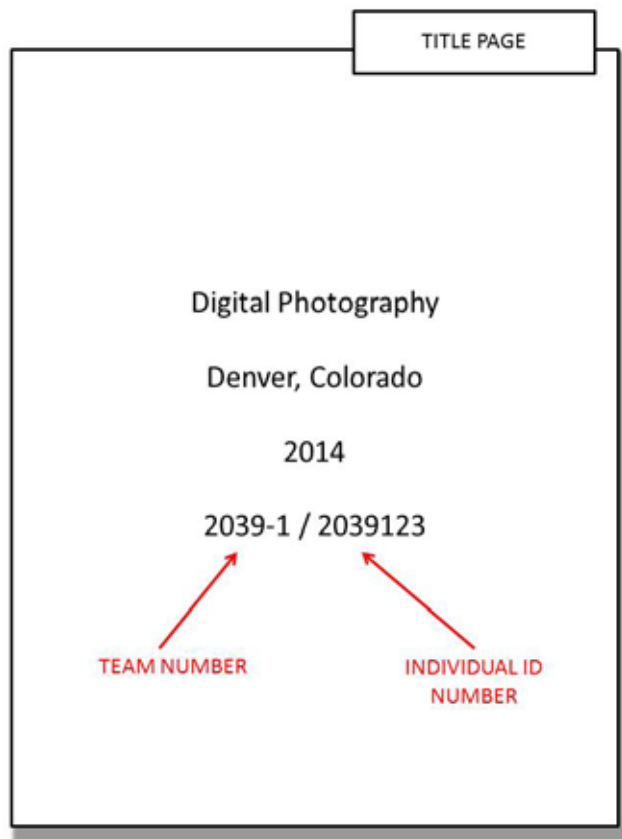 TITLE PAGE
Digital Photography
Denver, Colorado
2014
2039-1 / 2039123
TEAM NUMBER
INDIVIDUAL ID
NUMBER